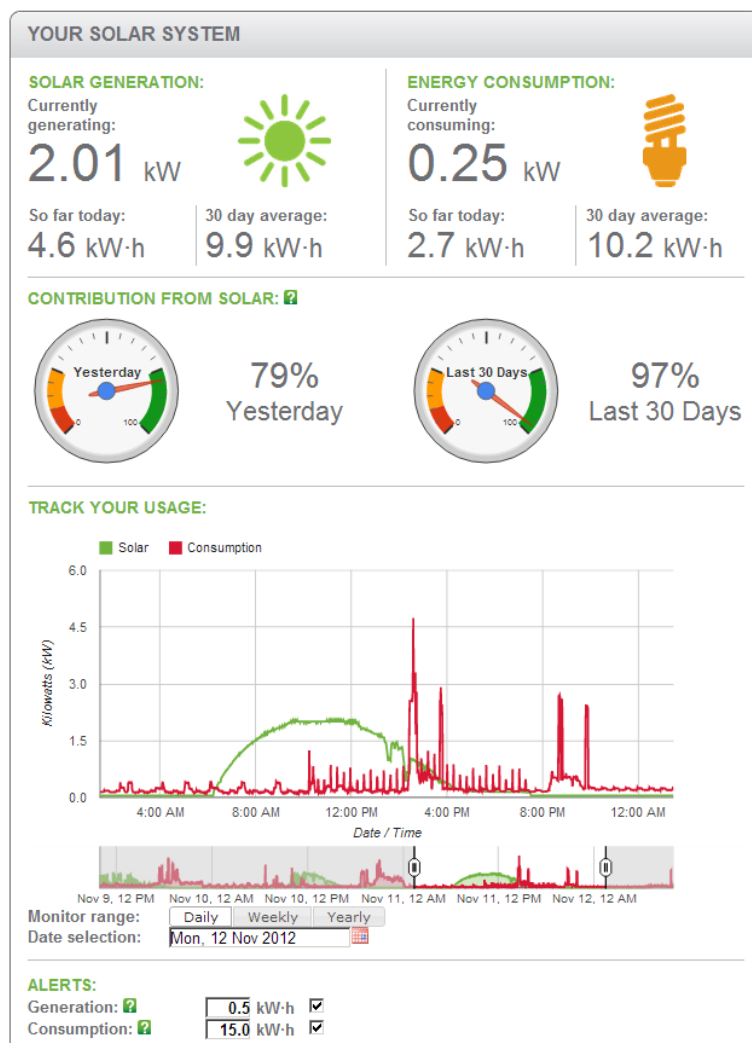 YOUR SOLAR SYSTEM
SOLAR GENERATION:
Currently
generating:
2.01 kW
So far today:
4.6 kW·h
30 day average:
9.9 kW·h
ENERGY CONSUMPTION:
Currently
consuming:
0.25 kW
So far today:
2.7 kW·h
30 day average:
10.2 kW·h
CONTRIBUTION FROM SOLAR: ?
Yesterday
0 100
79%
Yesterday
Last 30 Days
0 100
97%
Last 30 Days
TRACK YOUR USAGE:
Solar Consumption
Kilowatts (kW)
6.0
4.5
3.0
1.5
0.0
4:00 AM 8:00 AM 12:00 PM 4:00 PM 8:00 PM 12:00 AM
Date / Time
Nov 9, 12 PM Nov 10, 12 AM Nov 10, 12 PM Nov 11, 12 AM Nov 11, 12 PM Nov 12, 12 AM
Monitor range: Daily Weekly Yearly
Date selection: Mon, 12 Nov 2012
ALERTS:
Generation: ? 0.5 kW·h
Consumption: ? 15.0 kW·h